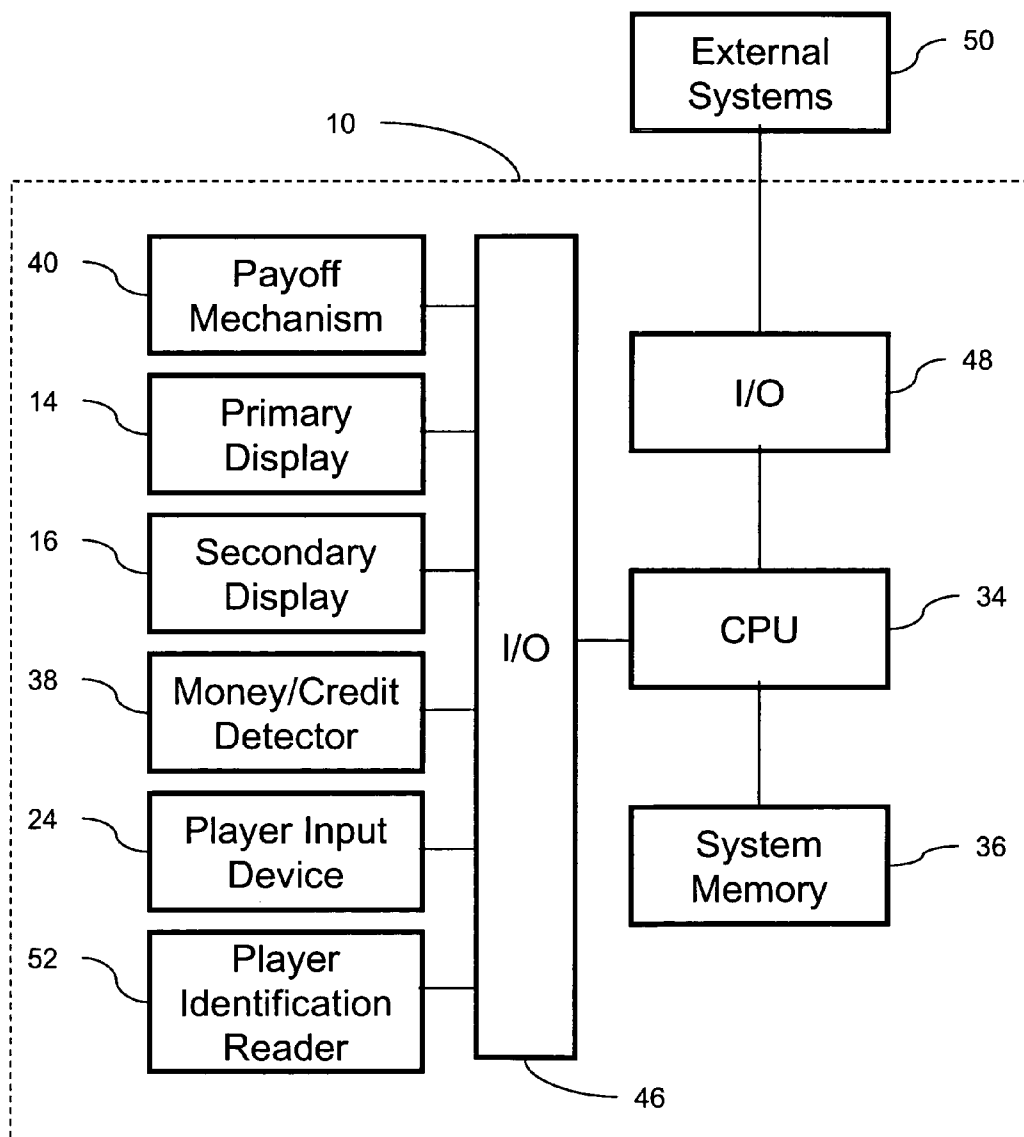 External
Systems
50
10
40
Payoff
Mechanism
14
Primary
Display
16
Secondary
Display
38
Money/Credit
Detector
24
Player Input
Device
52
Player
Identification
Reader
I/O
46
I/O
48
CPU
34
System
Memory
36